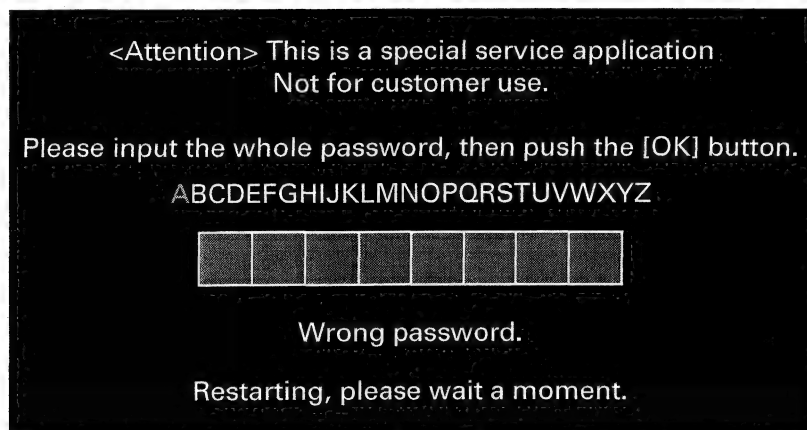 <Attention> This is a special service application
Not for customer use.
Please input the whole password, then push the [OK] button.
ABCDEFGHIJKLMNOPQRSTUVWXYZ
Wrong password.
Restarting, please wait a moment.